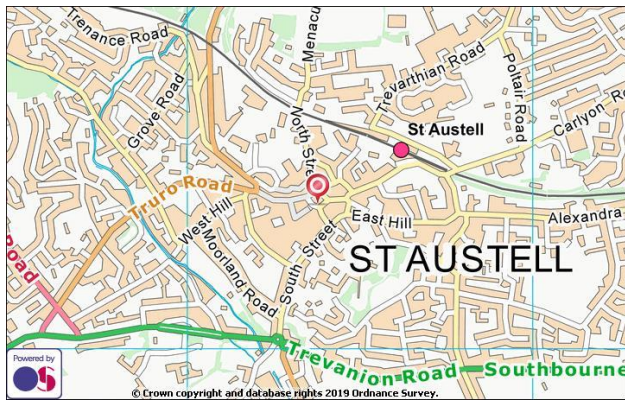 Trenance Road
Menacu
Trevarthian Road
Poltair Road
Grove Road
North Stre
St Austell
Carlyon Ro
Truro Road
West Hill
East Hill
Alexandra
Moorland Road
South Street
ST AUSTELL
Road
Trevanion Road
Southbourne
Powered by
OS
© Crown copyright and database rights 2019 Ordnance Survey.